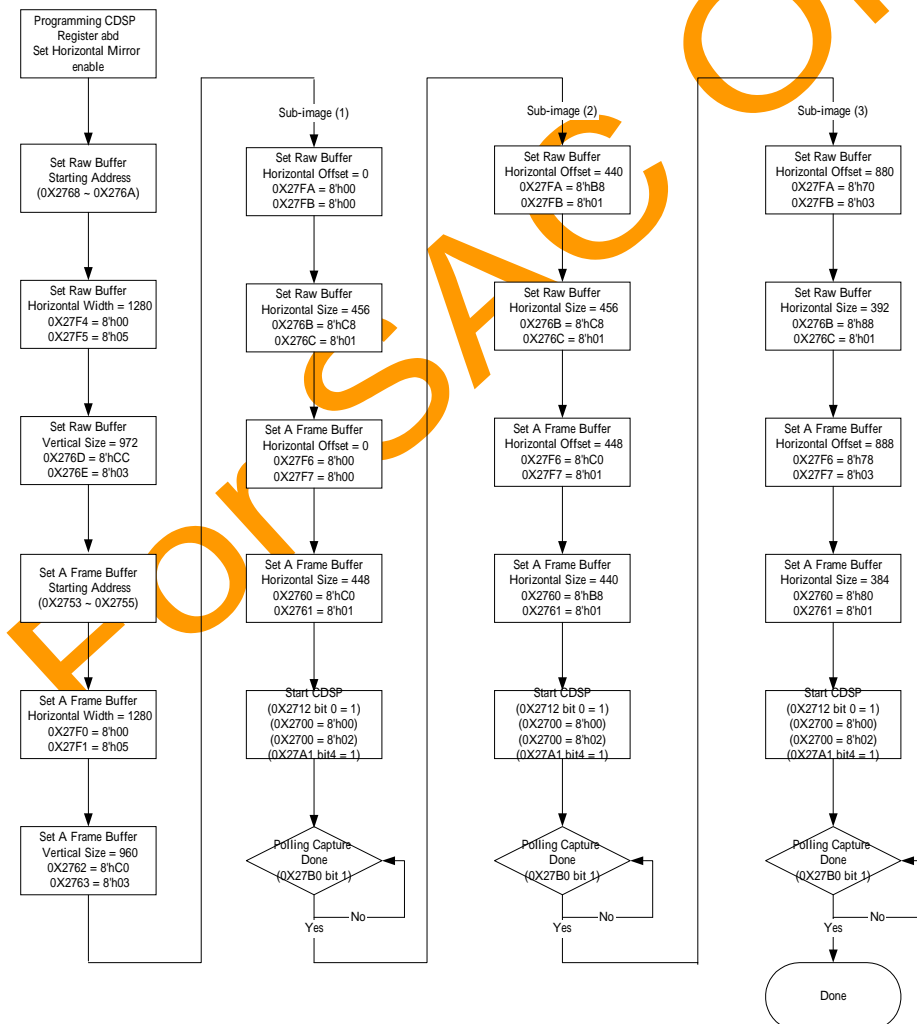 Programming CDSP
Register abd
Set Horizontal Mirror
enable
Set Raw Buffer
Starting Address
(0X2768 ~ 0X276A)
Set Raw Buffer
Horizontal Width = 1280
0X27F4 = 8'h00
0X27F5 = 8'h05
Set Raw Buffer
Vertical Size = 972
0X276D = 8'hCC
0X276E = 8'h03
Set A Frame Buffer
Starting Address
(0X2753 ~ 0X2755)
Set A Frame Buffer
Horizontal Width = 1280
0X27F0 = 8'h00
0X27F1 = 8'h05
Set A Frame Buffer
Vertical Size = 960
0X2762 = 8'hC0
0X2763 = 8'h03
Sub-image (1)
Set Raw Buffer
Horizontal Offset = 0
0X27FA = 8'h00
0X27FB = 8'h00
Set Raw Buffer
Horizontal Size = 456
0X276B = 8'hC8
0X276C = 8'h01
Set A Frame Buffer
Horizontal Offset = 0
0X27F6 = 8'h00
0X27F7 = 8'h00
Set A Frame Buffer
Horizontal Size = 448
0X2760 = 8'hC0
0X2761 = 8'h01
Start CDSP
(0X2712 bit 0 = 1)
(0X2700 = 8'h00)
(0X2700 = 8'h02)
(0X27A1 bit4 = 1)
Polling Capture
Done
(0X27B0 bit 1)
No
Yes
Sub-image (2)
Set Raw Buffer
Horizontal Offset = 440
0X27FA = 8'hB8
0X27FB = 8'h01
Set Raw Buffer
Horizontal Size = 456
0X276B = 8'hC8
0X276C = 8'h01
Set A Frame Buffer
Horizontal Offset = 448
0X27F6 = 8'hC0
0X27F7 = 8'h01
Set A Frame Buffer
Horizontal Size = 440
0X2760 = 8'hB8
0X2761 = 8'h01
Start CDSP
(0X2712 bit 0 = 1)
(0X2700 = 8'h00)
(0X2700 = 8'h02)
(0X27A1 bit4 = 1)
Polling Capture
Done
(0X27B0 bit 1)
No
Yes
Sub-image (3)
Set Raw Buffer
Horizontal Offset = 880
0X27FA = 8'h70
0X27FB = 8'h03
Set Raw Buffer
Horizontal Size = 392
0X276B = 8'h88
0X276C = 8'h01
Set A Frame Buffer
Horizontal Offset = 888
0X27F6 = 8'h78
0X27F7 = 8'h03
Set A Frame Buffer
Horizontal Size = 384
0X2760 = 8'h80
0X2761 = 8'h01
Start CDSP
(0X2712 bit 0 = 1)
(0X2700 = 8'h00)
(0X2700 = 8'h02)
(0X27A1 bit4 = 1)
Polling Capture
Done
(0X27B0 bit 1)
No
Yes
Done
For SAC